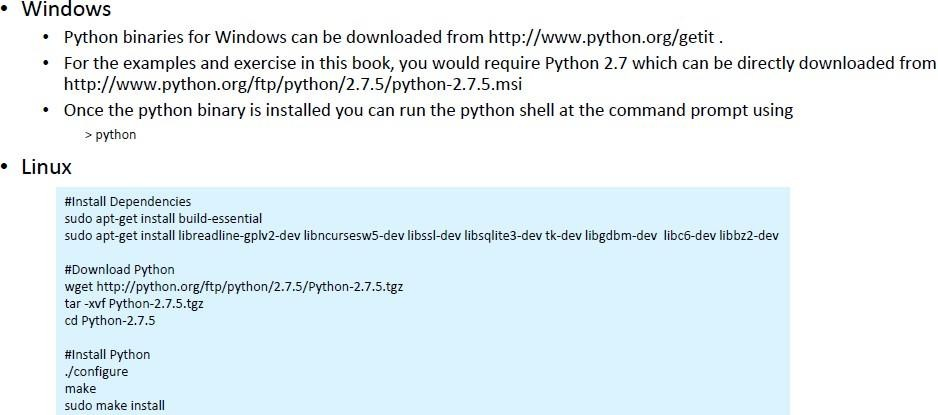 • Windows
• Python binaries for Windows can be downloaded from http://www.python.org/getit .
• For the examples and exercise in this book, you would require Python 2.7 which can be directly downloaded from
http://www.python.org/ftp/python/2.7.5/python-2.7.5.msi
• Once the python binary is installed you can run the python shell at the command prompt using
> python
• Linux
#Install Dependencies
sudo apt-get install build-essential
sudo apt-get install libreadline-gplv2-dev libncursesw5-dev libssl-dev libsqlite3-dev tk-dev libgdbm-dev libc6-dev libbz2-dev
#Download Python
wget http://python.org/ftp/python/2.7.5/Python-2.7.5.tgz
tar -xvf Python-2.7.5.tgz
cd Python-2.7.5
#Install Python
./configure
make
sudo make install